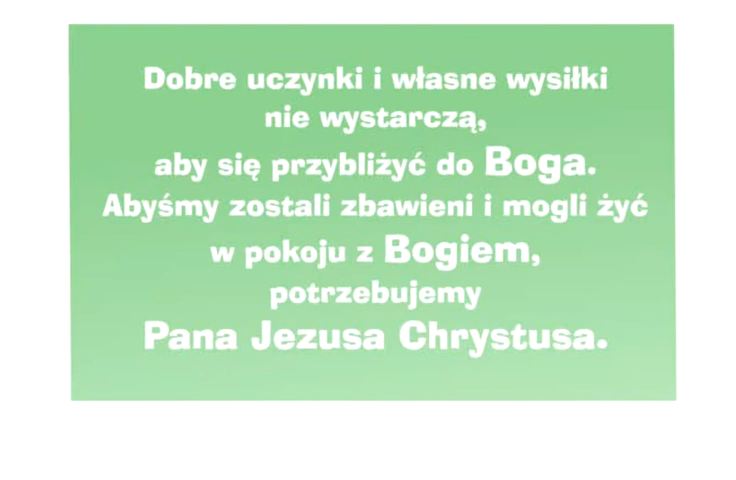 Dobre uczynki i własne wysiłki
nie wystarczą,
aby się przybliżyć do Boga.
Abyśmy zostali zbawieni i mogli żyć
w pokoju z Bogiem,
potrzebujemy
Pana Jezusa Chrystusa.